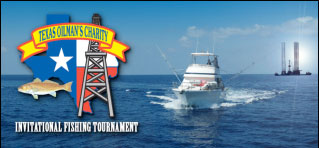 TEXAS OILMAN'S CHARITY
INVITATIONAL FISHING TOURNAMENT